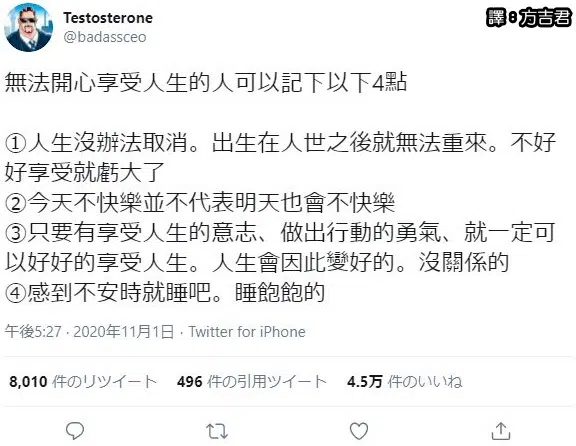 Testosterone
@badassceo
譯8方吉君
無法開心享受人生的人可以記下以下4點
①人生沒辦法取消。出生在人世之後就無法重來。不好
好享受就虧大了
②今天不快樂並不代表明天也會不快樂
③只要有享受人生的意志、做出行動的勇氣、就一定可
以好好的享受人生。人生會因此變好的。沒關係的
④感到不安時就睡吧。睡飽飽的
午後5:27 · 2020年11月1日 · Twitter for iPhone
8,010 件のリツイート 496 件の引用ツイート 4.5万 件のいいね